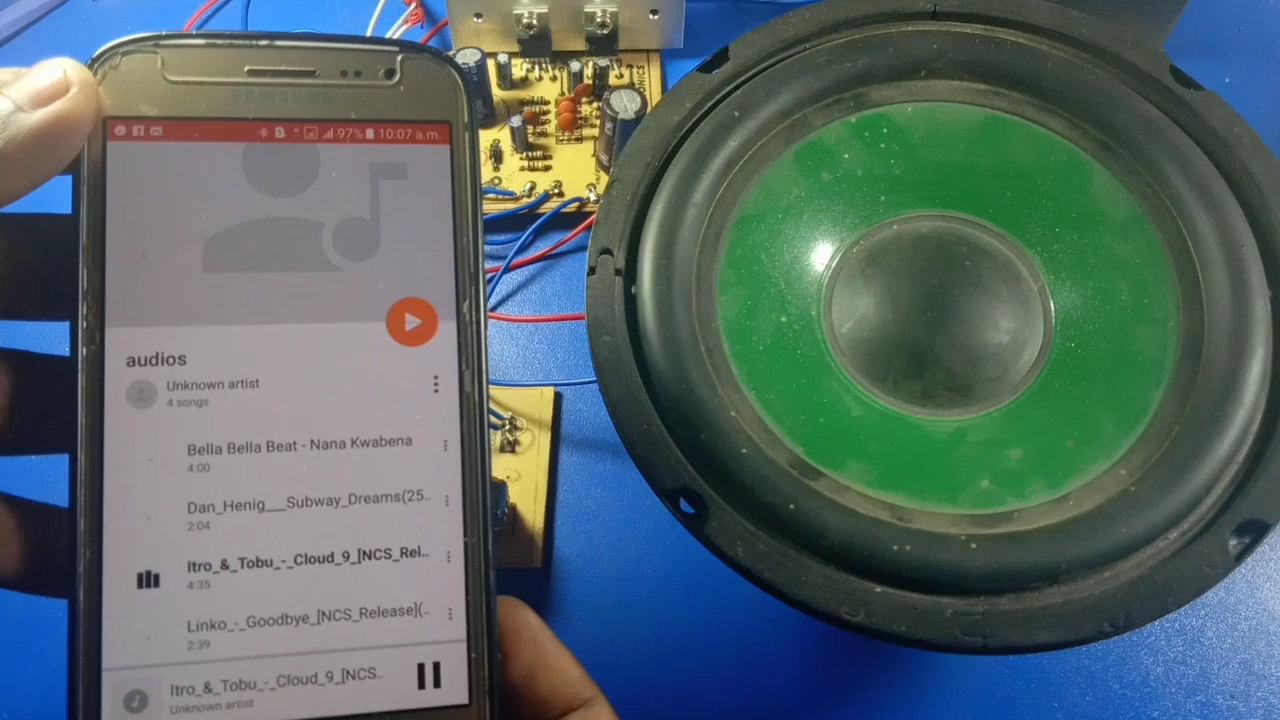 SAMSUNG
97% 10:07 a.m.
audios
Unknown artist
4 songs
Bella Bella Beat - Nana Kwabena
4:00
Dan_Henig___Subway_Dreams(25..
2:04
Itro_&_Tobu_-_Cloud_9_[NCS_Rel..
4:35
Linko_-_Goodbye_[NCS_Release](..
2:39
Itro_&_Tobu_-_Cloud_9_[NCS..
Unknown artist